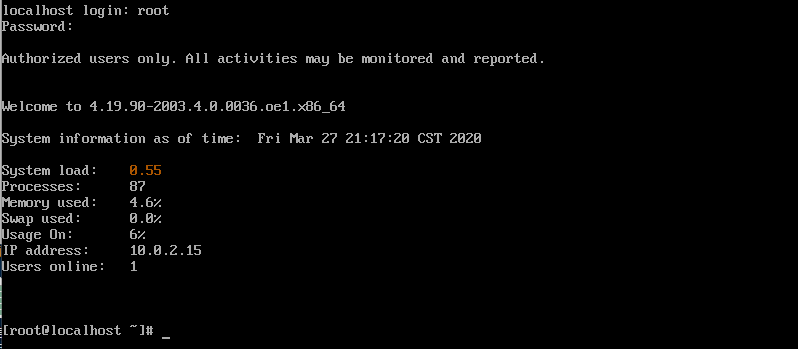 localhost login: root
Password:
Authorized users only. All activities may be monitored and reported.
Welcome to 4.19.90-2003.4.0.0036.oe1.x86_64
System information as of time:  Fri Mar 27 21:17:20 CST 2020
System load:    0.55
Processes:      87
Memory used:    4.6%
Swap used:      0.0%
Usage On:       6%
IP address:     10.0.2.15
Users online:   1
[root@localhost ~]# _